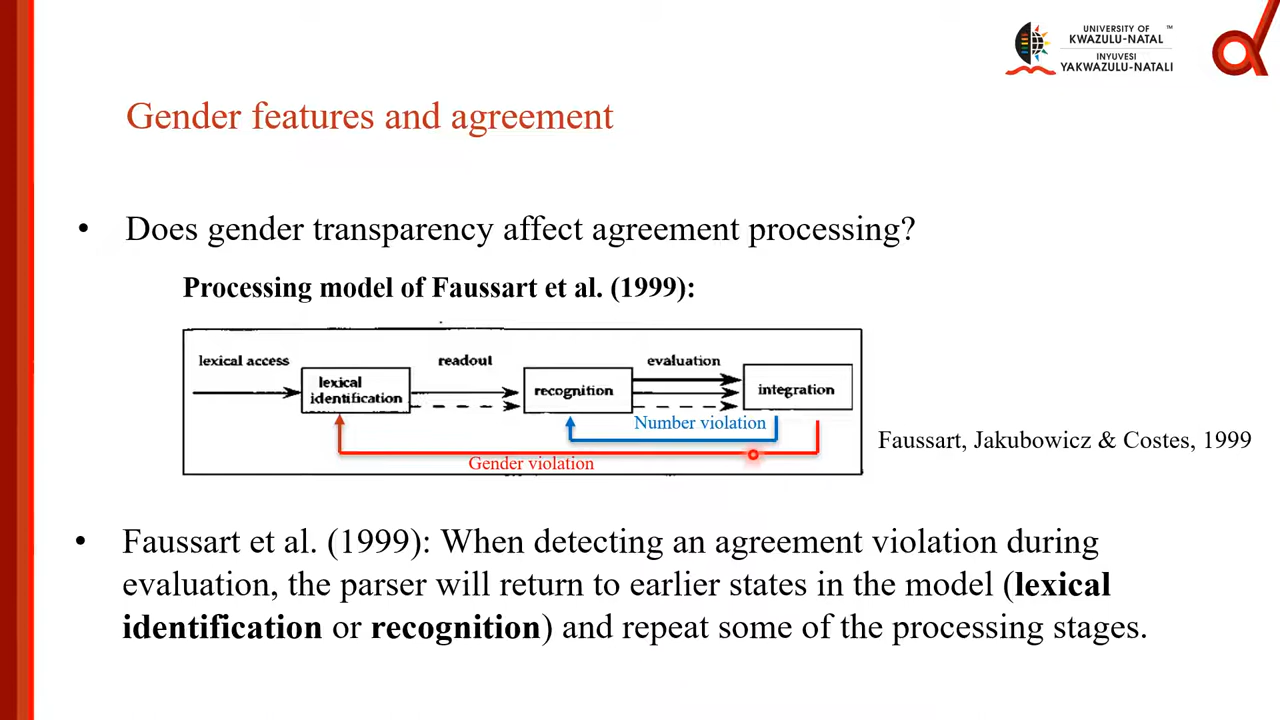 UNIVERSITY OF ™
KWAZULU-NATAL
INYUVESI
YAKWAZULU-NATALI
Gender features and agreement
• Does gender transparency affect agreement processing?
Processing model of Faussart et al. (1999):
lexical access
readout
evaluation
lexical
identification
recognition
integration
Number violation
Gender violation
Faussart, Jakubowicz & Costes, 1999
• Faussart et al. (1999): When detecting an agreement violation during
evaluation, the parser will return to earlier states in the model (lexical
identification or recognition) and repeat some of the processing stages.